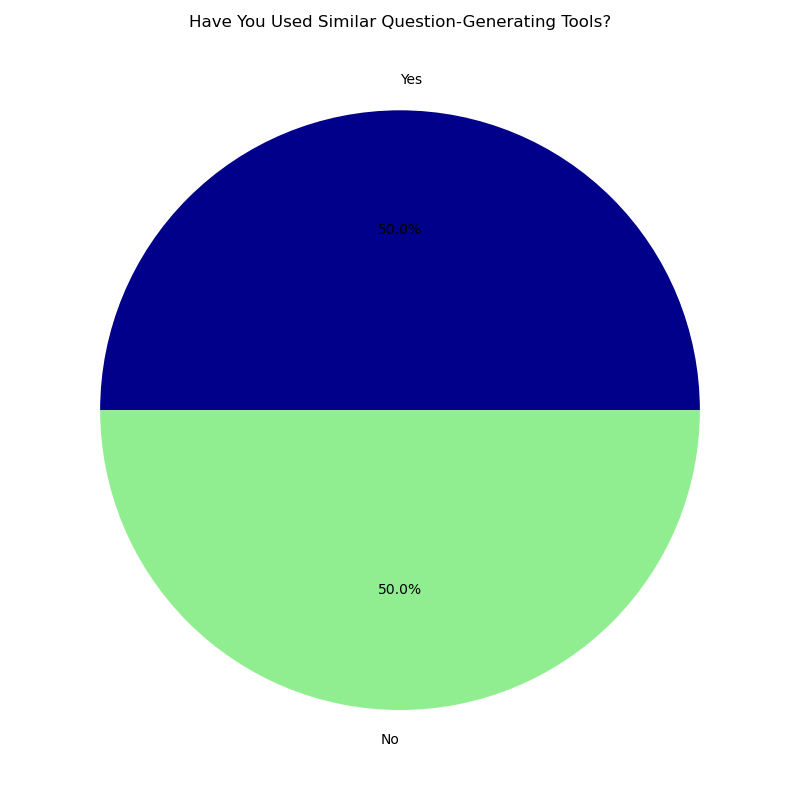 Have You Used Similar Question-Generating Tools?
Yes
50.0%
50.0%
No